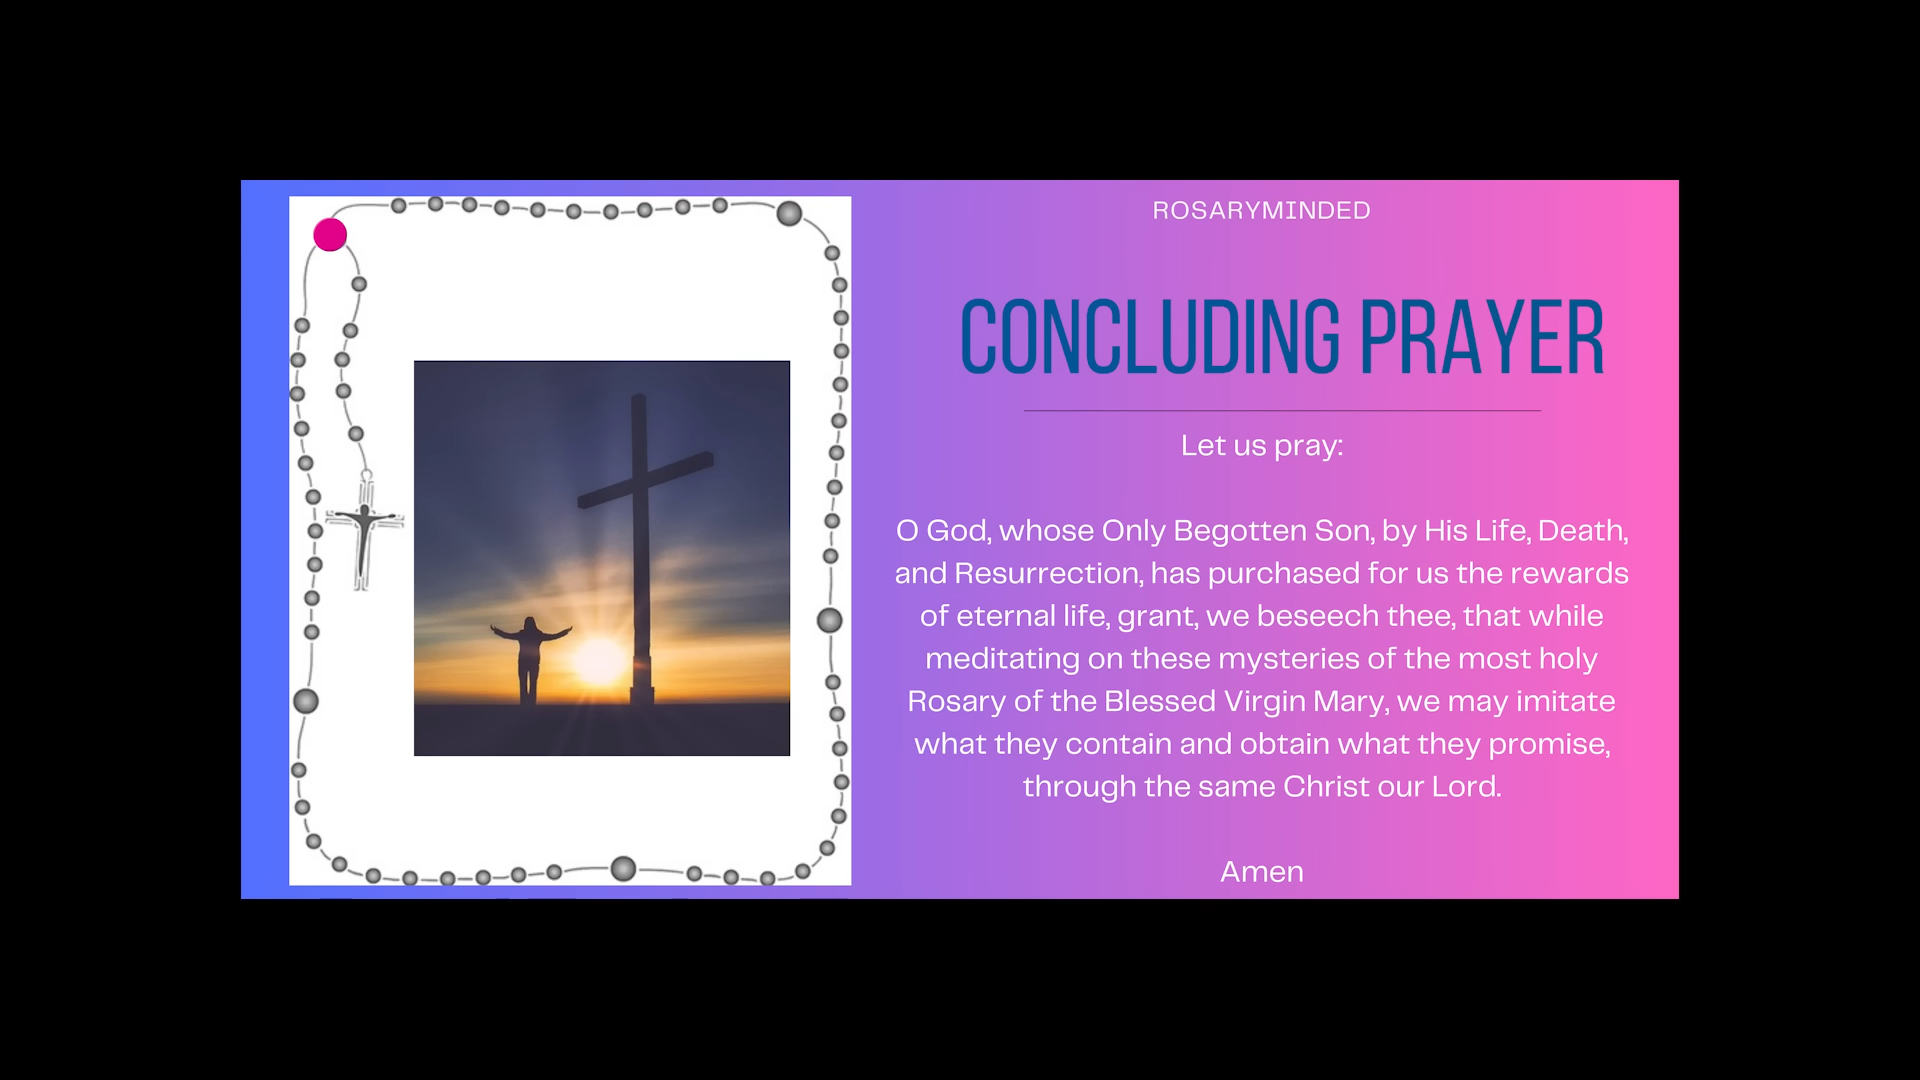 ROSARYMINDED
CONCLUDING PRAYER
Let us pray:
O God, whose Only Begotten Son, by His Life, Death,
and Resurrection, has purchased for us the rewards
of eternal life, grant, we beseech thee, that while
meditating on these mysteries of the most holy
Rosary of the Blessed Virgin Mary, we may imitate
what they contain and obtain what they promise,
through the same Christ our Lord.
Amen